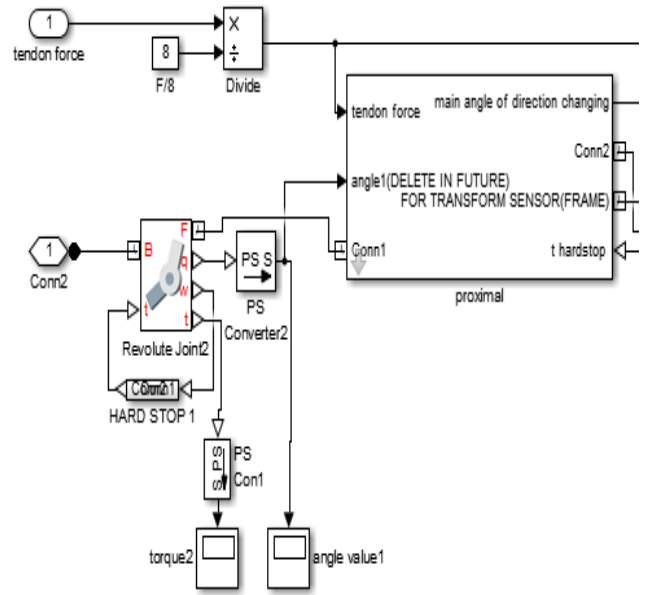 1
tendon force
8
F/8
×
÷
Divide
tendon force
main angle of direction changing
Conn2
angle1(DELETE IN FUTURE)
FOR TRANSFORM SENSOR(FRAME)
Conn1
t hardstop
proximal
1
Conn2
B
F
q
w
t
t
Revolute Joint2
PS S
PS
Converter2
HARD STOP 1
S PS
PS
Con1
torque2
angle value1